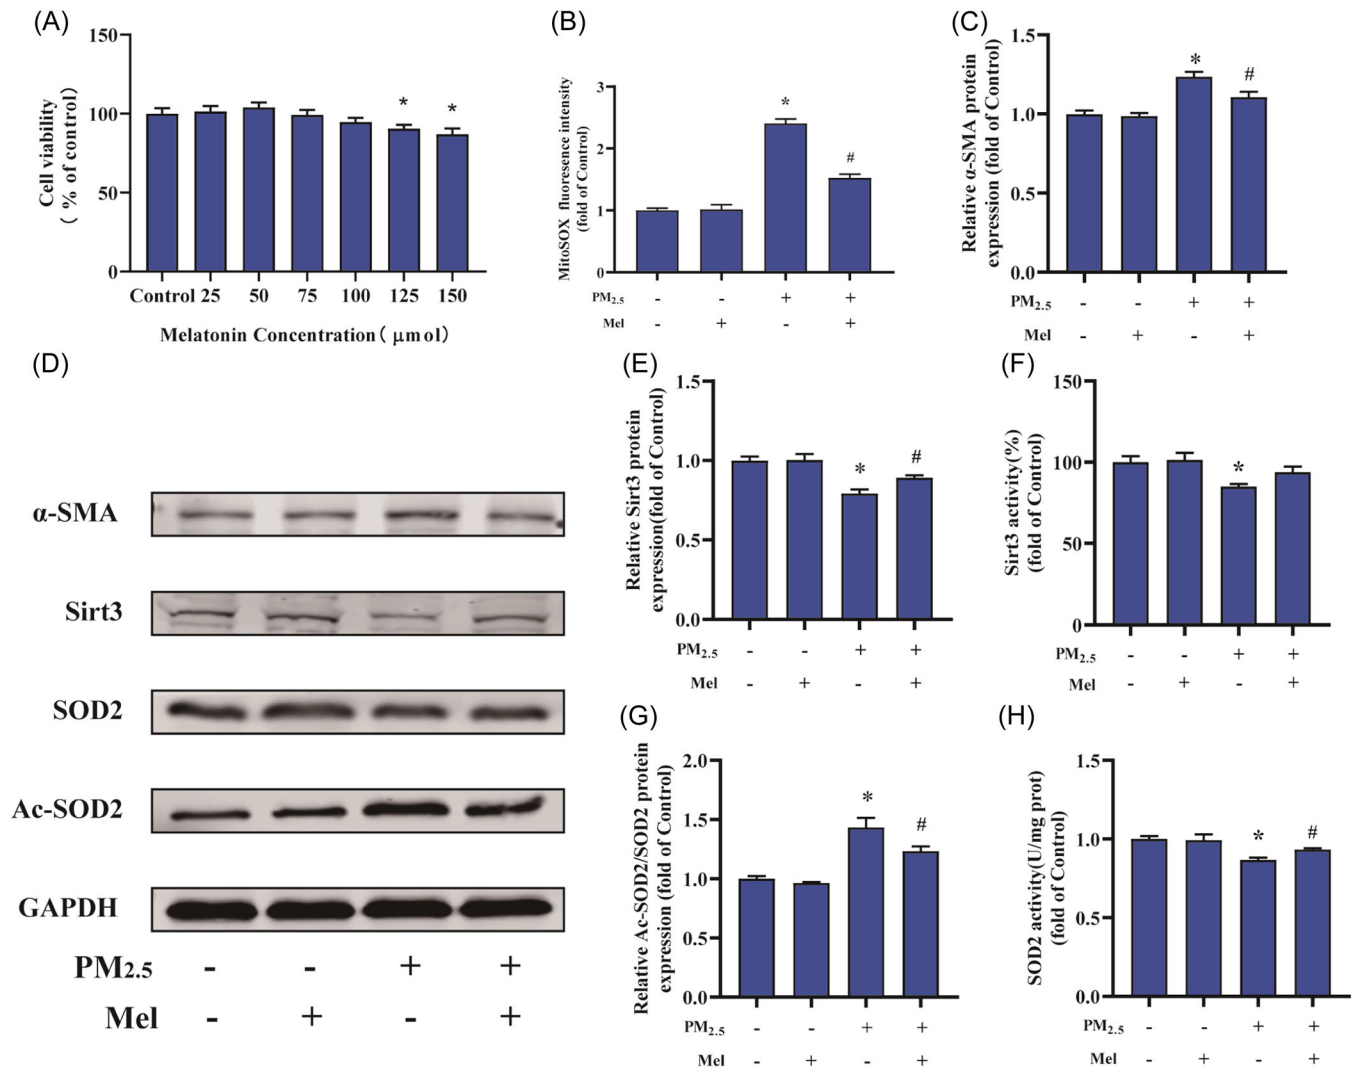 (A)
150
100
50
0
Cell viability
( % of control)
*
*
Control 25 50 75 100 125 150
Melatonin Concentration( μmol)
(B)
3
2
1
0
MitoSOX fluoresence intensity
(fold of Control)
*
#
PM2.5 - - + +
Mel - + - +
(C)
1.5
1.0
0.5
0.0
Relative α-SMA protein
expression (fold of Control)
*
#
PM2.5 - - + +
Mel - + - +
(D)
α-SMA
Sirt3
SOD2
Ac-SOD2
GAPDH
PM2.5 - - + +
Mel - + - +
(E)
1.5
1.0
0.5
0.0
Relative Sirt3 protein
expression(fold of Control)
*
#
PM2.5 - - + +
Mel - + - +
(F)
150
100
50
0
Sirt3 activity(%)
(fold of Control)
*
PM2.5 - - + +
Mel - + - +
(G)
2.0
1.5
1.0
0.5
0.0
Relative Ac-SOD2/SOD2 protein
expression (fold of Control)
*
#
PM2.5 - - + +
Mel - + - +
(H)
1.5
1.0
0.5
0.0
SOD2 activity(U/mg prot)
(fold of Control)
*
#
PM2.5 - - + +
Mel - + - +